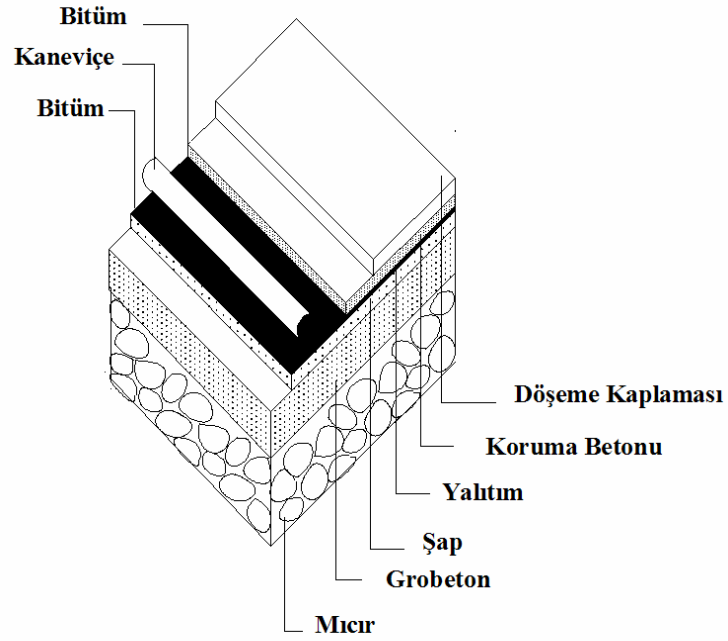 Bitüm
Kaneviçe
Bitüm
Döşeme Kaplaması
Koruma Betonu
Yalıtım
Şap
Grobeton
Mıcır